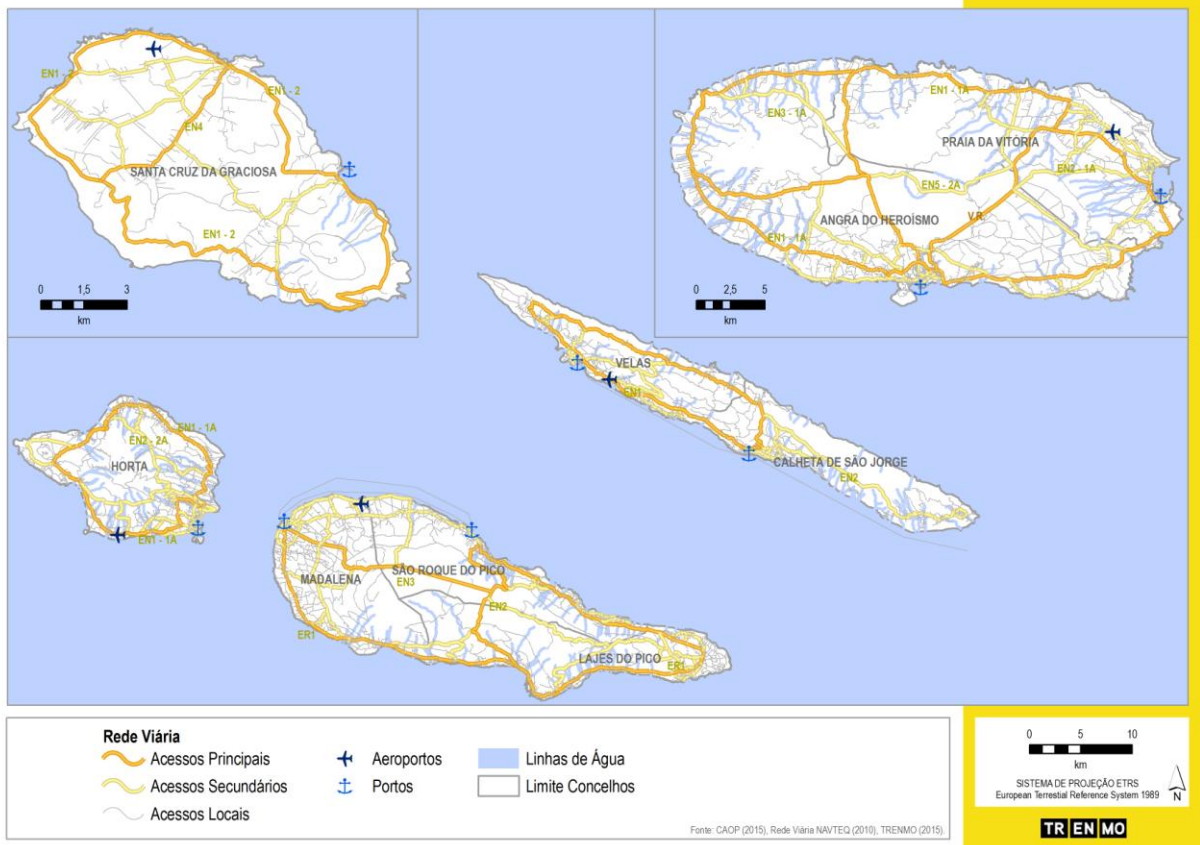 EN1 - 2
EN1 - 2
EN4
SANTA CRUZ DA GRACIOSA
EN1 - 2
0 1,5 3
km
EN1 - 1A
EN3 - 1A
PRAIA DA VITÓRIA
EN2 - 1A
EN5 - 2A
ANGRA DO HEROÍSMO
V.R.
EN1 - 1A
0 2,5 5
km
VELAS
EN1
CALHETA DE SÃO JORGE
EN2
EN1 - 1A
EN2 - 2A
HORTA
EN1 - 1A
MADALENA
SÃO ROQUE DO PICO
EN3
EN2
ER1
LAJES DO PICO
ER1
Rede Viária
Acessos Principais
Acessos Secundários
Acessos Locais
Aeroportos
Portos
Linhas de Água
Limite Concelhos
Fonte: CAOP (2015), Rede Viária NAVTEQ (2010), TRENMO (2015).
0 5 10
km
SISTEMA DE PROJEÇÃO ETRS
European Terrestial Reference System 1989
N
TRENMO